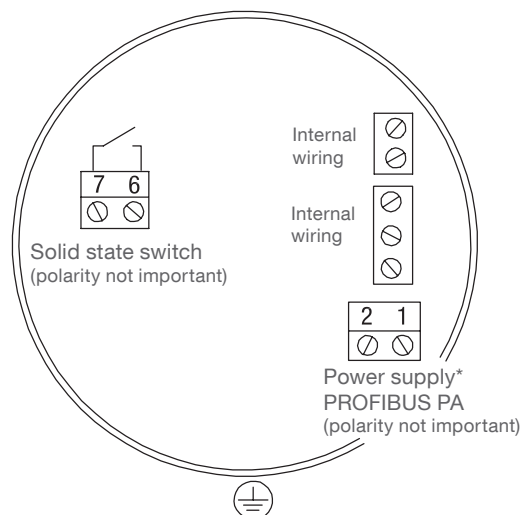 Internal
wiring
7 6
Internal
wiring
Solid state switch
(polarity not important)
2 1
Power supply*
PROFIBUS PA
(polarity not important)